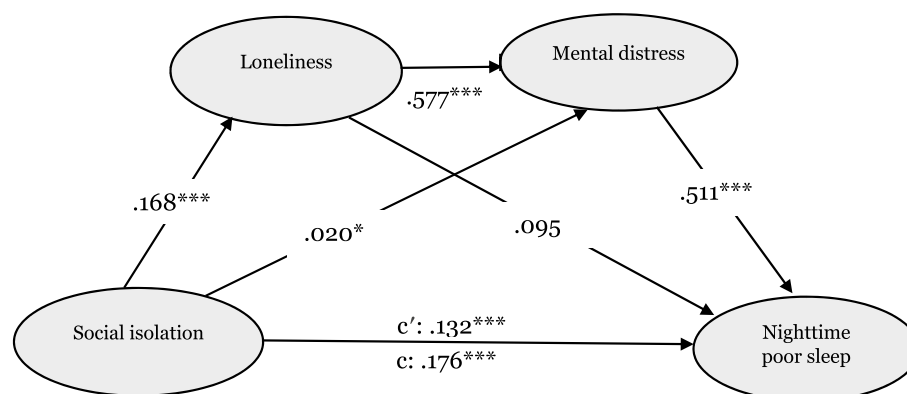 Loneliness
Mental distress
.577***
.168***
.020*
.095
.511***
Social isolation
c′: .132***
c: .176***
Nighttime
poor sleep